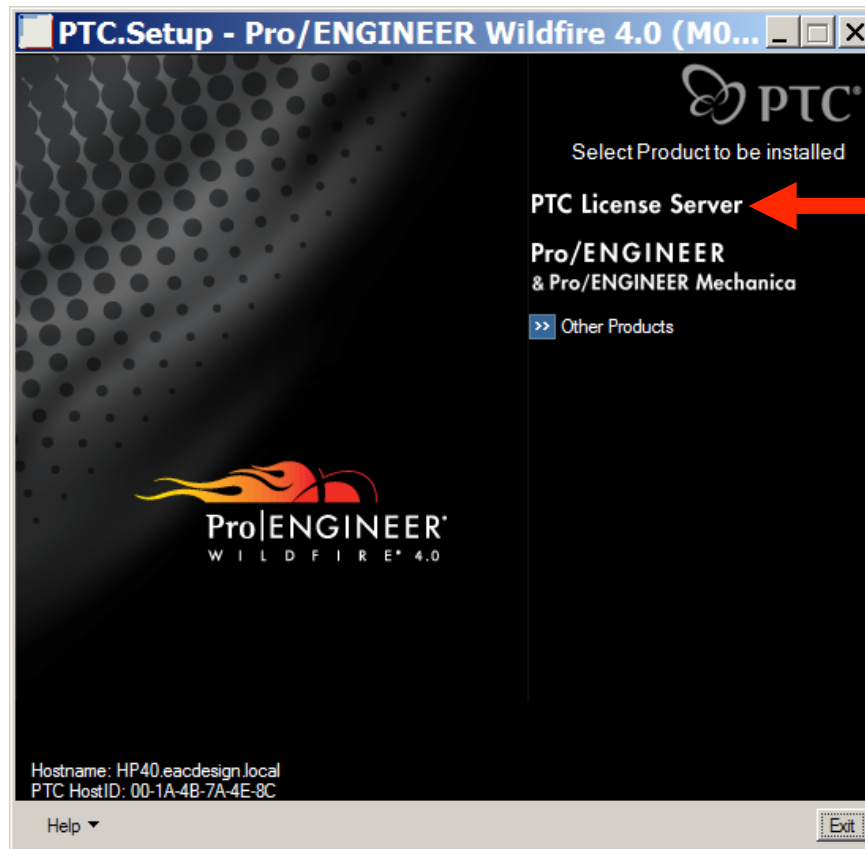 PTC.Setup - Pro/ENGINEER Wildfire 4.0 (M0...
PTC®
Select Product to be installed
PTC License Server
Pro/ENGINEER
& Pro/ENGINEER Mechanica
>> Other Products
Pro|ENGINEER®
WILDFIRE® 4.0
Hostname: HP40.eacdesign.local
PTC HostID: 00-1A-4B-7A-4E-8C
Help
Exit